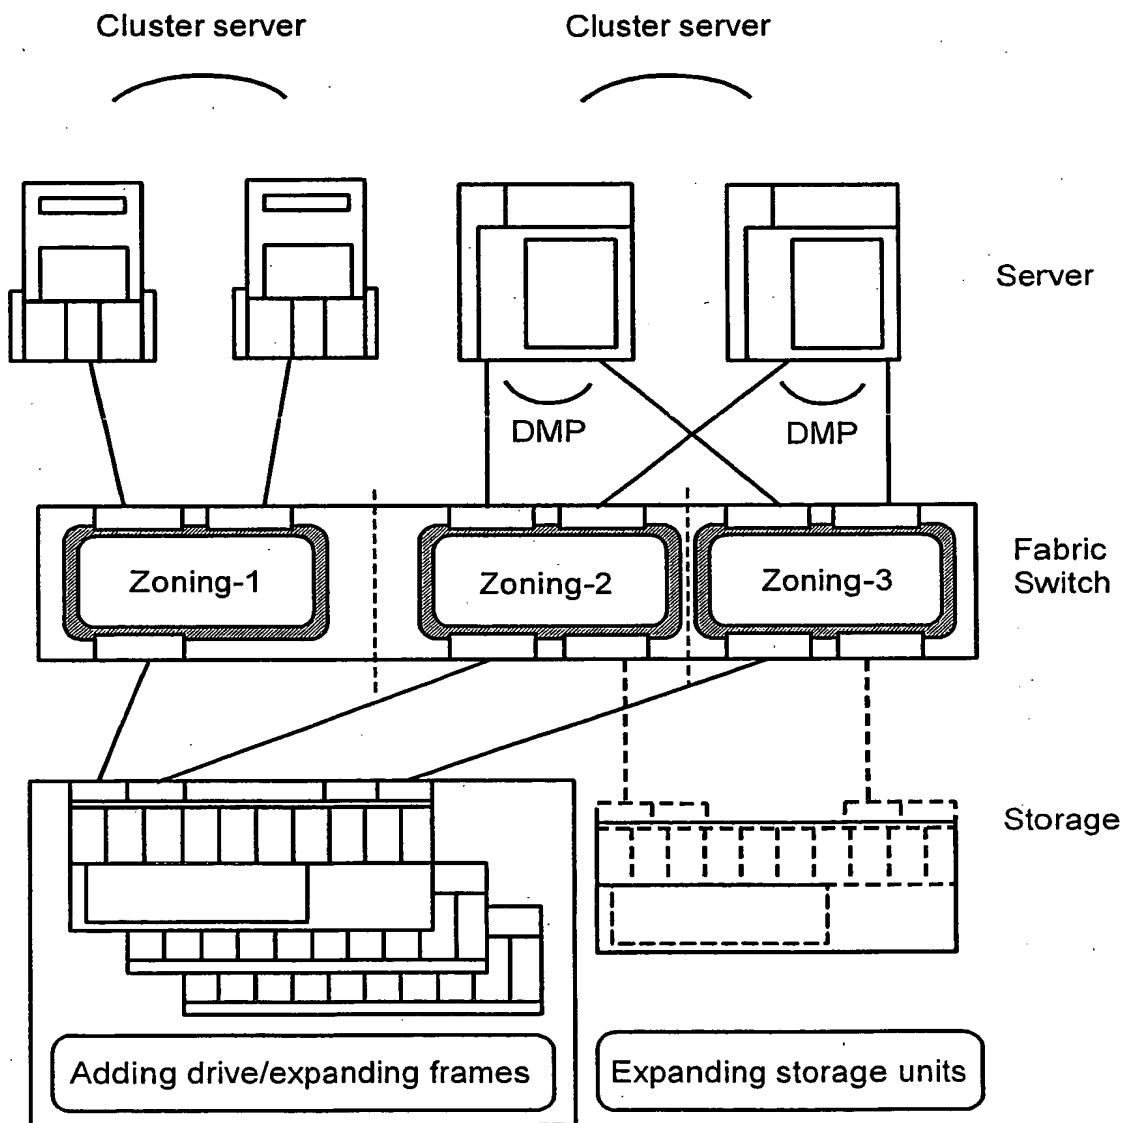 Cluster server
Cluster server
Server
DMP
DMP
Zoning-1
Zoning-2
Zoning-3
Fabric
Switch
Storage
Adding drive/expanding frames
Expanding storage units